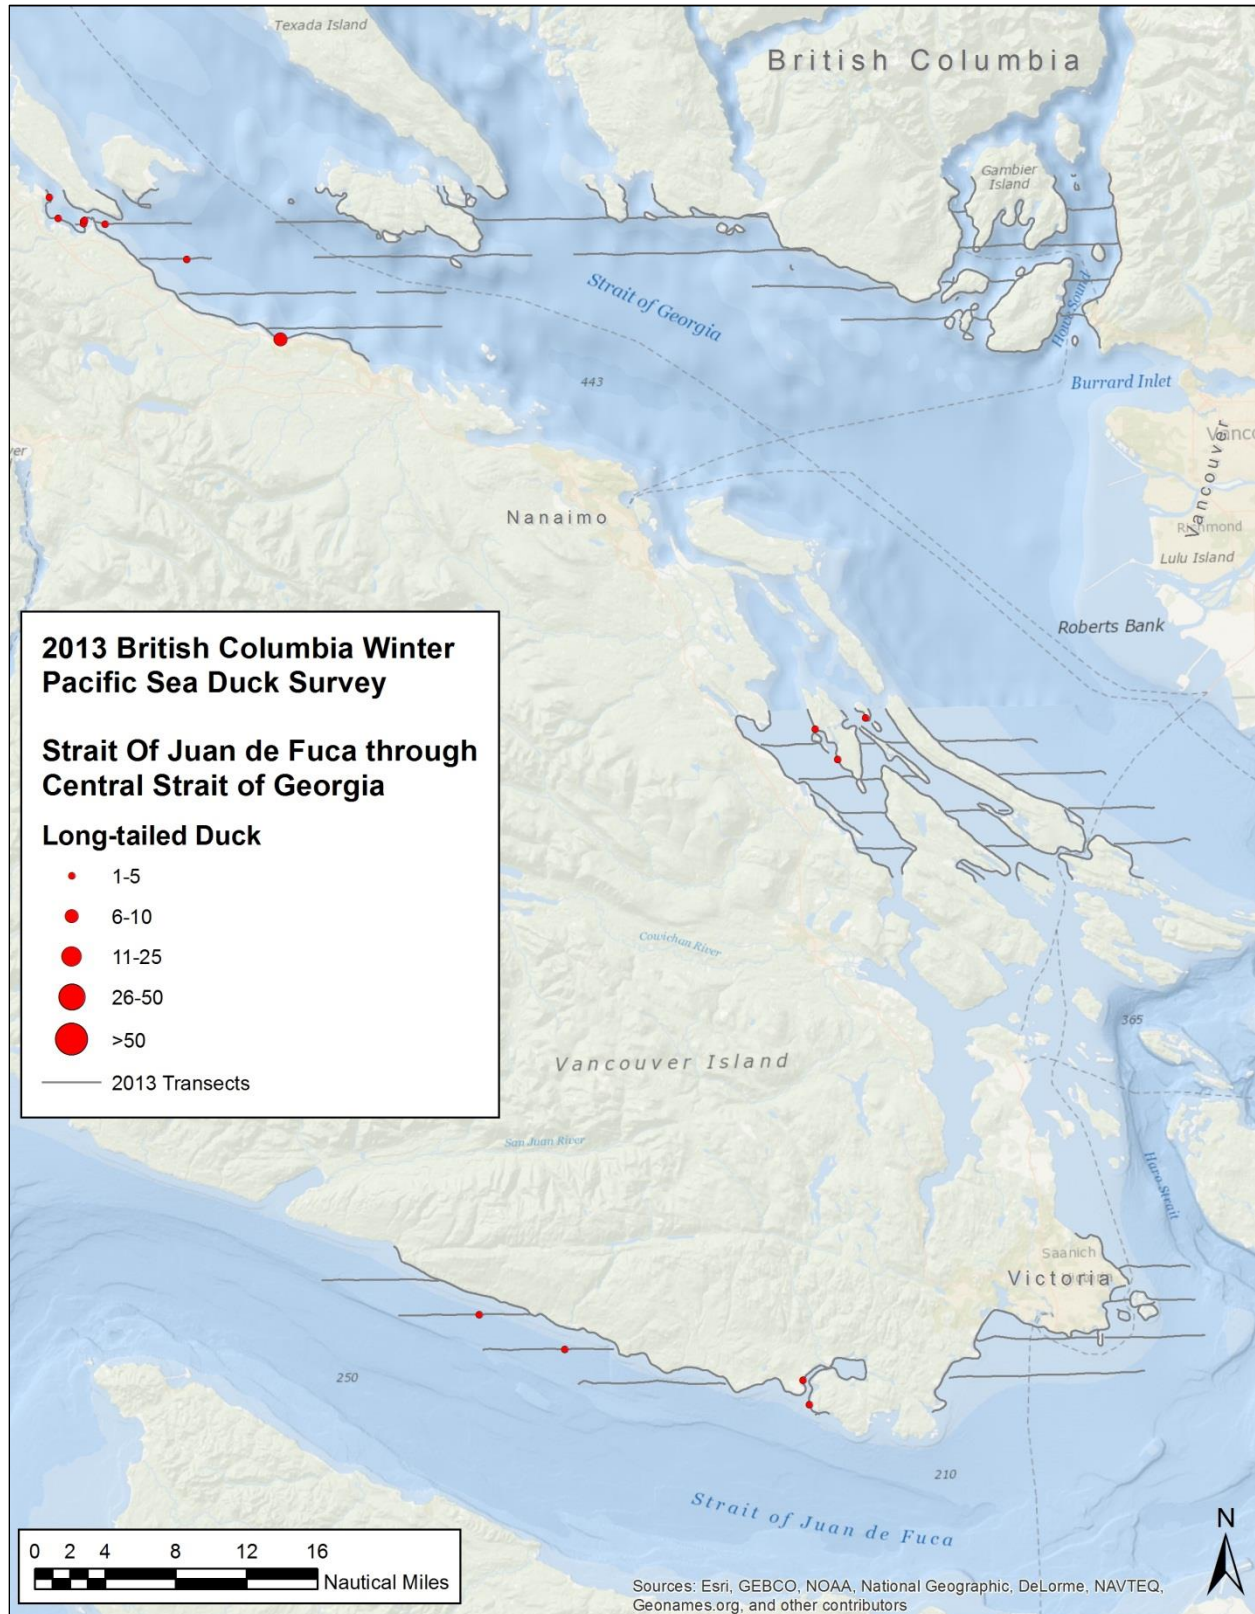 Texada Island
British Columbia
Gambier
Island
Strait of Georgia
Howe Sound
443
Burrard Inlet
Vanco
Vancouver
Nanaimo
Richmond
Lulu Island
Roberts Bank
2013 British Columbia Winter
Pacific Sea Duck Survey
Strait Of Juan de Fuca through
Central Strait of Georgia
Long-tailed Duck
1-5
6-10
11-25
26-50
>50
2013 Transects
Cowichan River
365
Vancouver Island
San Juan River
Haro Strait
Saanich
Victoria
250
210
Strait of Juan de Fuca
N
0 2 4 8 12 16
Nautical Miles
Sources: Esri, GEBCO, NOAA, National Geographic, DeLorme, NAVTEQ,
Geonames.org, and other contributors